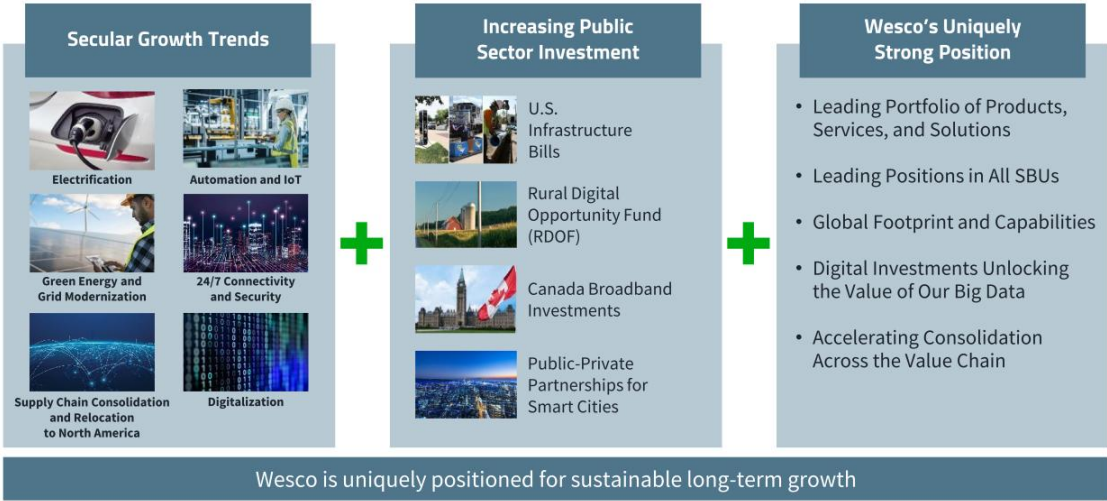 Secular Growth Trends
Electrification
Automation and IoT
Green Energy and
Grid Modernization
24/7 Connectivity
and Security
Supply Chain Consolidation
and Relocation
to North America
Digitalization
+
Increasing Public
Sector Investment
U.S.
Infrastructure
Bills
Rural Digital
Opportunity Fund
(RDOF)
Canada Broadband
Investments
Public-Private
Partnerships for
Smart Cities
+
Wesco’s Uniquely
Strong Position
• Leading Portfolio of Products,
Services, and Solutions
• Leading Positions in All SBUs
• Global Footprint and Capabilities
• Digital Investments Unlocking
the Value of Our Big Data
• Accelerating Consolidation
Across the Value Chain
Wesco is uniquely positioned for sustainable long-term growth